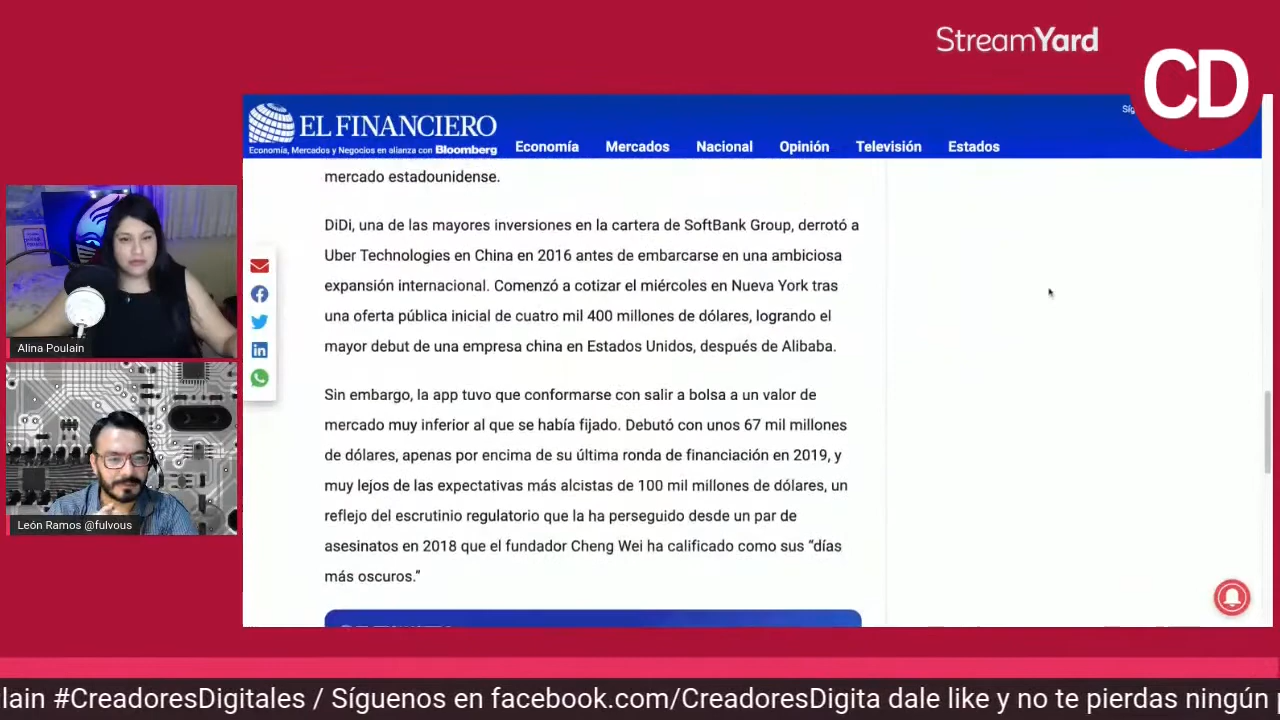 StreamYard
CD
EL FINANCIERO
Economía, Mercados y Negocios en alianza con Bloomberg
Economía Mercados Nacional Opinión Televisión Estados
mercado estadounidense.
DiDi, una de las mayores inversiones en la cartera de SoftBank Group, derrotó a
Uber Technologies en China en 2016 antes de embarcarse en una ambiciosa
expansión internacional. Comenzó a cotizar el miércoles en Nueva York tras
una oferta pública inicial de cuatro mil 400 millones de dólares, logrando el
mayor debut de una empresa china en Estados Unidos, después de Alibaba.
Sin embargo, la app tuvo que conformarse con salir a bolsa a un valor de
mercado muy inferior al que se había fijado. Debutó con unos 67 mil millones
de dólares, apenas por encima de su última ronda de financiación en 2019, y
muy lejos de las expectativas más alcistas de 100 mil millones de dólares, un
reflejo del escrutinio regulatorio que la ha perseguido desde un par de
asesinatos en 2018 que el fundador Cheng Wei ha calificado como sus “días
más oscuros.”
Alina Poulain
León Ramos @fulvous
lain #CreadoresDigitales / Síguenos en facebook.com/CreadoresDigita dale like y no te pierdas ningún